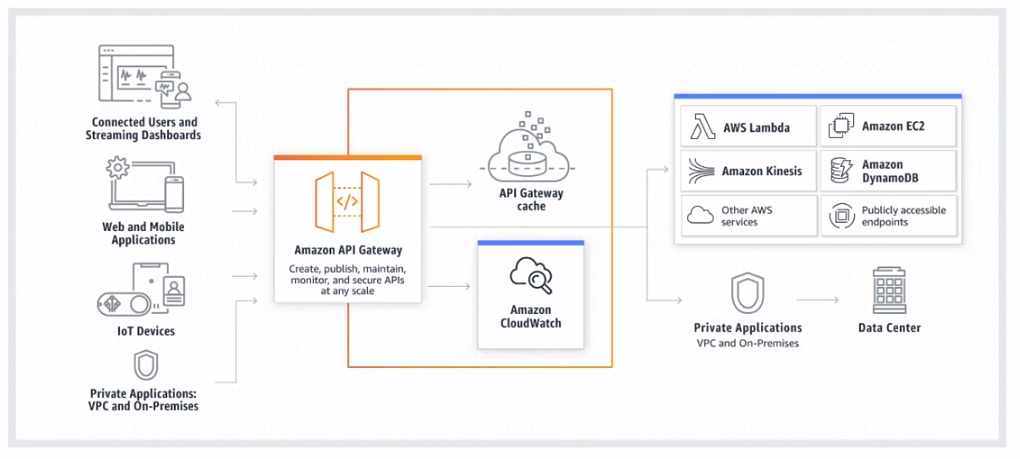 Connected Users and
Streaming Dashboards
Web and Mobile
Applications
IoT Devices
Private Applications:
VPC and On-Premises
</>
Amazon API Gateway
Create, publish, maintain,
monitor, and secure APIs
at any scale
API Gateway
cache
Amazon
CloudWatch
AWS Lambda
Amazon EC2
Amazon Kinesis
Amazon
DynamoDB
Other AWS
services
Publicly accessible
endpoints
Private Applications
VPC and On-Premises
Data Center